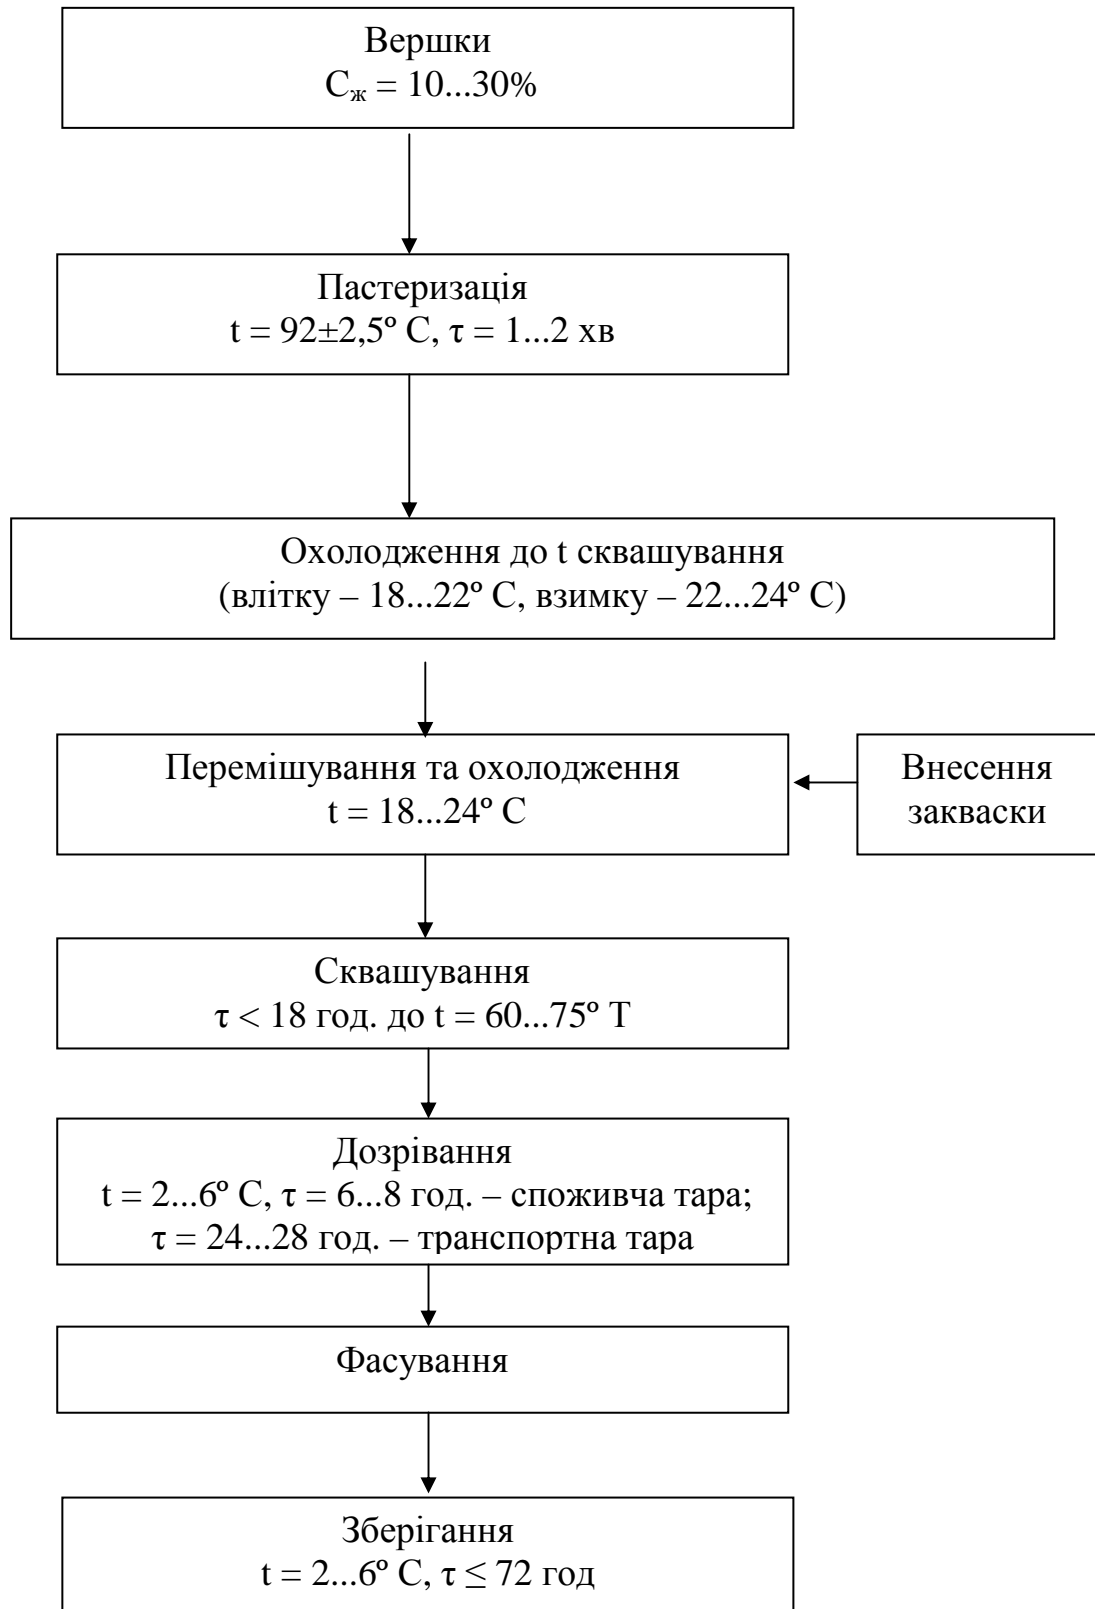 Вершки
Сж = 10...30%
Пастеризація
t = 92±2,5º С, τ = 1...2 хв
Охолодження до t сквашування
(влітку – 18...22º С, взимку – 22...24º С)
Перемішування та охолодження
t = 18...24º С
Внесення
закваски
Сквашування
τ < 18 год. до t = 60...75º Т
Дозрівання
t = 2...6º С, τ = 6...8 год. – споживча тара;
τ = 24...28 год. – транспортна тара
Фасування
Зберігання
t = 2...6º С, τ ≤ 72 год